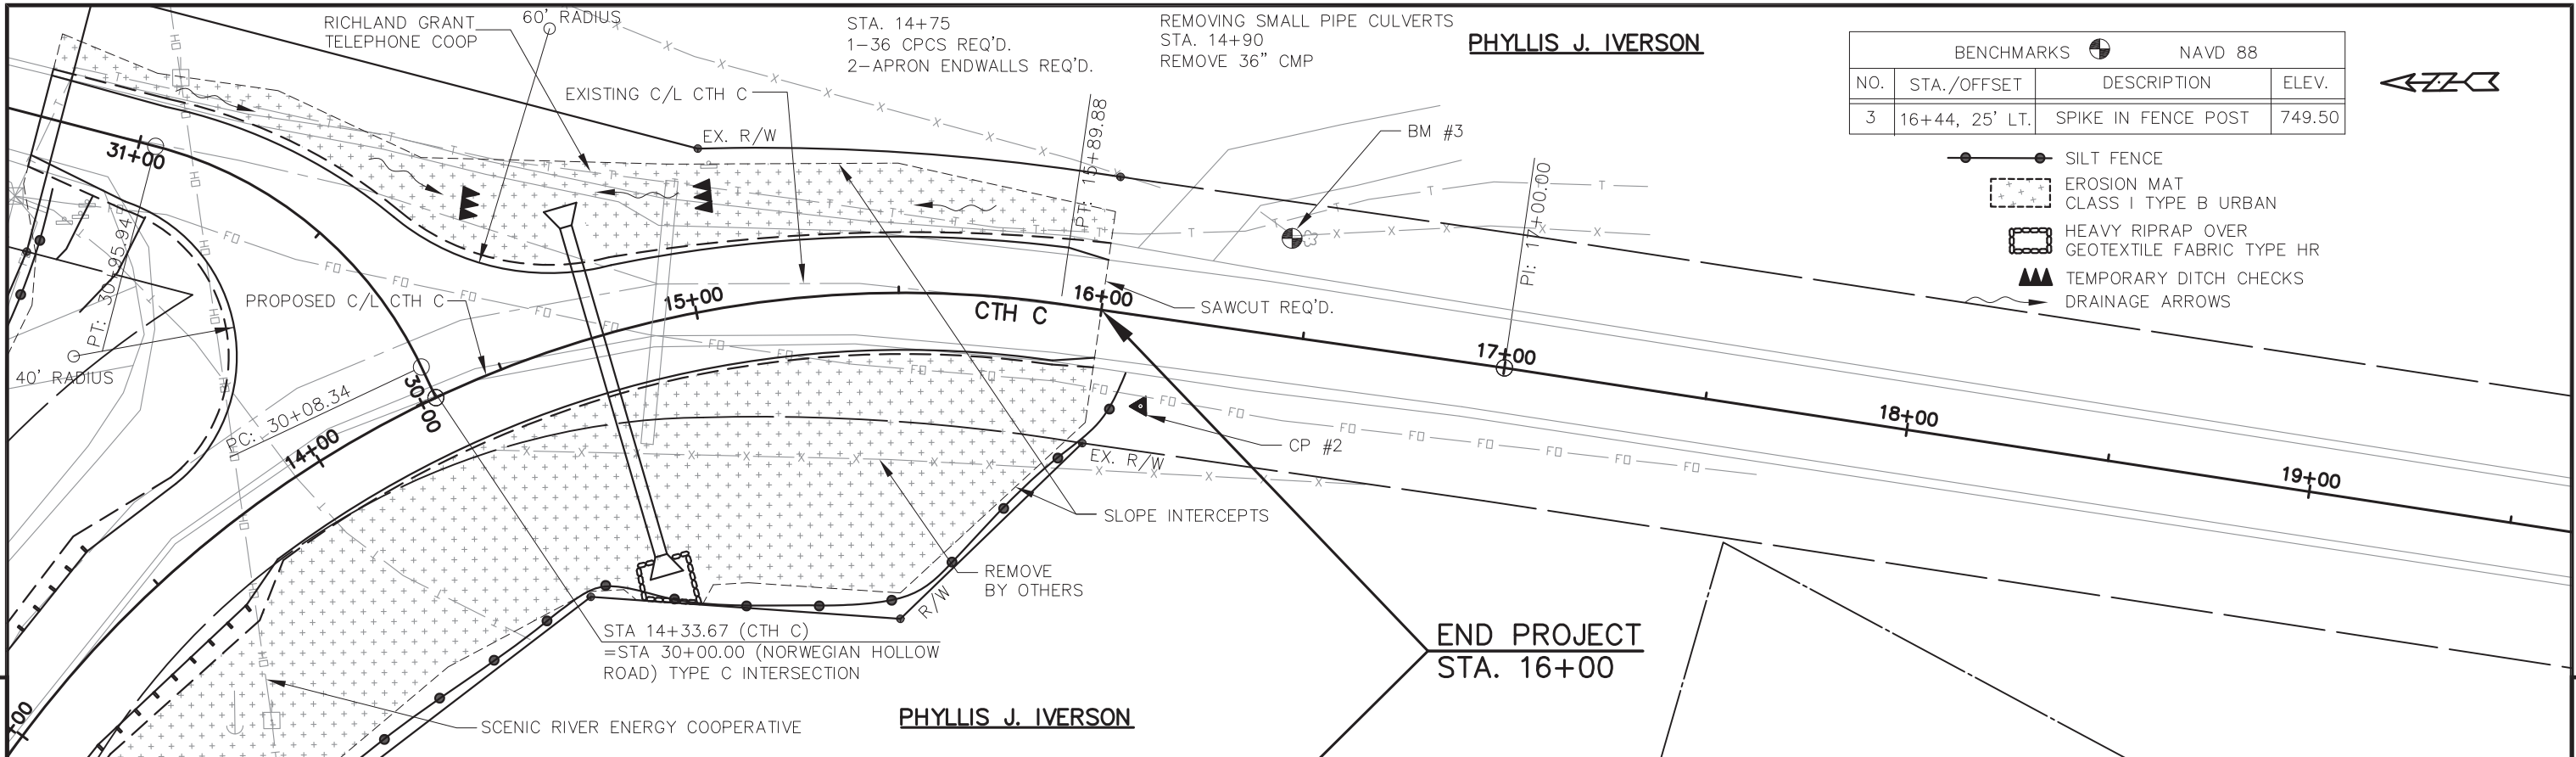 RICHLAND GRANT
TELEPHONE COOP
60' RADIUS
STA. 14+75
1-36 CPCS REQ'D.
2-APRON ENDWALLS REQ'D.
REMOVING SMALL PIPE CULVERTS
STA. 14+90
REMOVE 36" CMP
PHYLLIS J. IVERSON
BENCHMARKS NAVD 88
NO. STA./OFFSET DESCRIPTION ELEV.
3 16+44, 25' LT. SPIKE IN FENCE POST 749.50
N
SILT FENCE
EROSION MAT
CLASS I TYPE B URBAN
HEAVY RIPRAP OVER
GEOTEXTILE FABRIC TYPE HR
TEMPORARY DITCH CHECKS
DRAINAGE ARROWS
EXISTING C/L CTH C
EX. R/W
PT: 15+89.88
BM #3
PI: 17+00.00
31+00
PT: 30+95.94
PROPOSED C/L CTH C
40' RADIUS
15+00
CTH C
16+00
SAWCUT REQ'D.
17+00
18+00
19+00
PC: 30+08.34
30+00
14+00
CP #2
EX. R/W
SLOPE INTERCEPTS
REMOVE
BY OTHERS
R/W
STA 14+33.67 (CTH C)
=STA 30+00.00 (NORWEGIAN HOLLOW
ROAD) TYPE C INTERSECTION
END PROJECT
STA. 16+00
SCENIC RIVER ENERGY COOPERATIVE
PHYLLIS J. IVERSON
+00